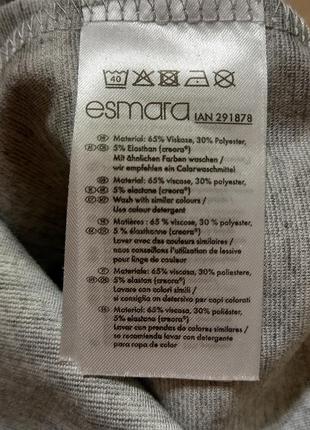 40
esmara IAN 291878
Material: 65% Viskose, 30% Polyester,
5% Elasthan (creora®)
Mit ähnlichen Farben waschen /
wir empfehlen ein Colorwaschmittel
Material: 65% viscose, 30% polyester,
5% elastane (creora®)
Wash with similar colours /
Use colour detergent
Matières : 65 % viscose, 30 % polyester,
5 % élasthanne (creora®)
Laver avec des couleurs similaires /
nous conseillons l'utilisation de lessive
pour linge de couleur
Materiale: 65% viscosa, 30% poliestere,
5% elastan (creora®)
Lavare con colori simili /
si consiglia un detersivo per capi colorati
Material: 65% viscosa, 30% poliéster,
5% elastano (creora®)
Lavar con prendas de colores similares /
se recomienda usar detergente
para ropa de color